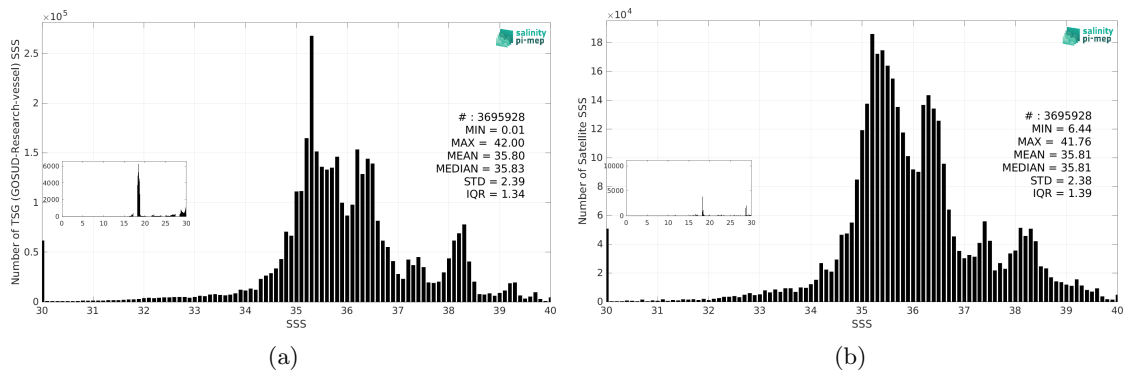 ×10⁵
salinity
pi-mep
Number of TSG (GOSUD-Research-vessel) SSS
2.5
2
1.5
1
0.5
0
# : 3695928
MIN = 0.01
MAX = 42.00
MEAN = 35.80
MEDIAN = 35.83
STD = 2.39
IQR = 1.34
6000
4000
2000
0
0 5 10 15 20 25 30
30 31 32 33 34 35 36 37 38 39 40
SSS
(a)
×10⁴
salinity
pi-mep
Number of Satellite SSS
18
16
14
12
10
8
6
4
2
0
# : 3695928
MIN = 6.44
MAX = 41.76
MEAN = 35.81
MEDIAN = 35.81
STD = 2.38
IQR = 1.39
0 5 10 15 20 25 30
10000
5000
0
30 31 32 33 34 35 36 37 38 39 40
SSS
(b)